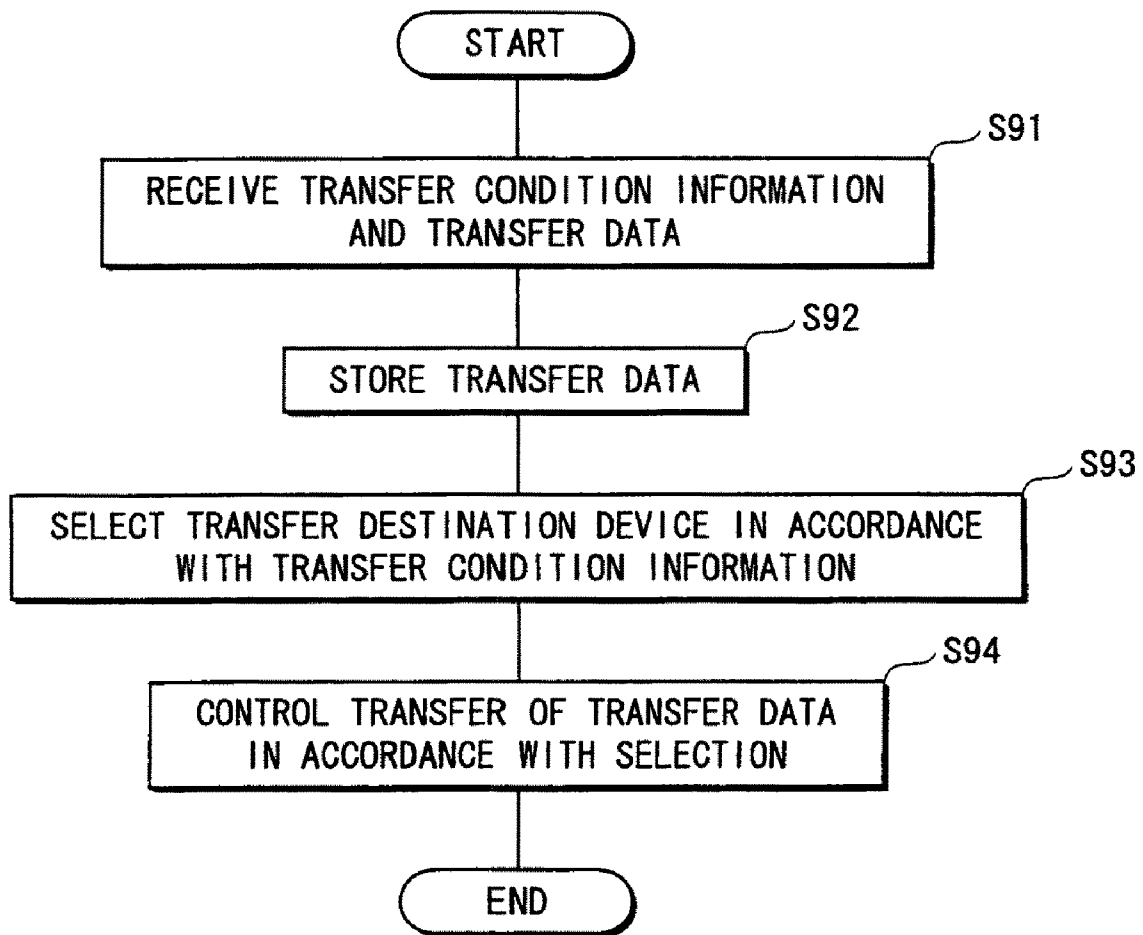 START
S91
RECEIVE TRANSFER CONDITION INFORMATION
AND TRANSFER DATA
S92
STORE TRANSFER DATA
S93
SELECT TRANSFER DESTINATION DEVICE IN ACCORDANCE
WITH TRANSFER CONDITION INFORMATION
S94
CONTROL TRANSFER OF TRANSFER DATA
IN ACCORDANCE WITH SELECTION
END